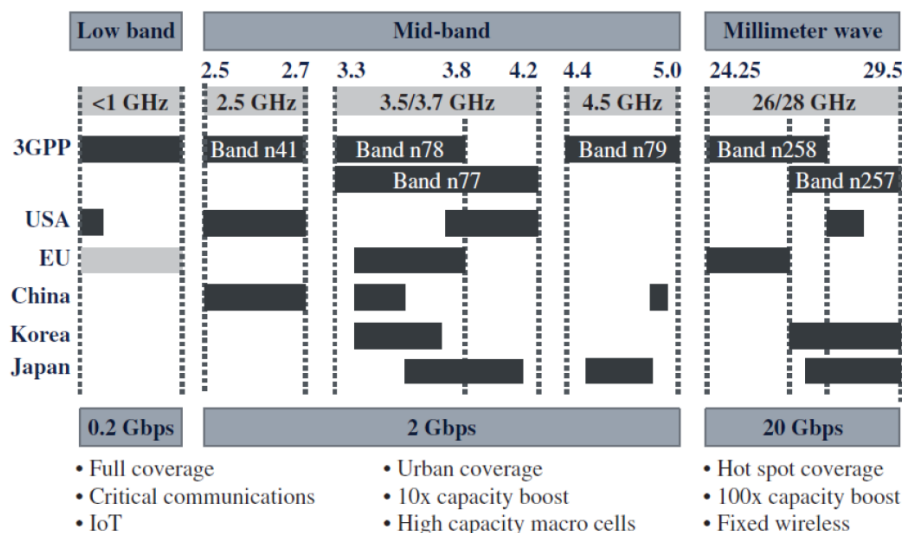 Low band Mid-band Millimeter wave
2.5 2.7 3.3 3.8 4.2 4.4 5.0 24.25 29.5
<1 GHz 2.5 GHz 3.5/3.7 GHz 4.5 GHz 26/28 GHz
3GPP Band n41 Band n78 Band n79 Band n258
Band n77 Band n257
USA
EU
China
Korea
Japan
0.2 Gbps 2 Gbps 20 Gbps
• Full coverage • Urban coverage • Hot spot coverage
• Critical communications • 10x capacity boost • 100x capacity boost
• IoT • High capacity macro cells • Fixed wireless